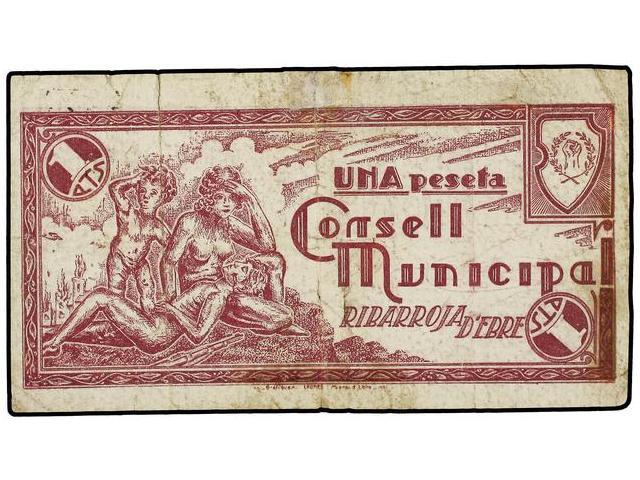 1 PTS
UNA peseta
Consell
Municipal
RIBARROJA D'EBRE
1 PTS